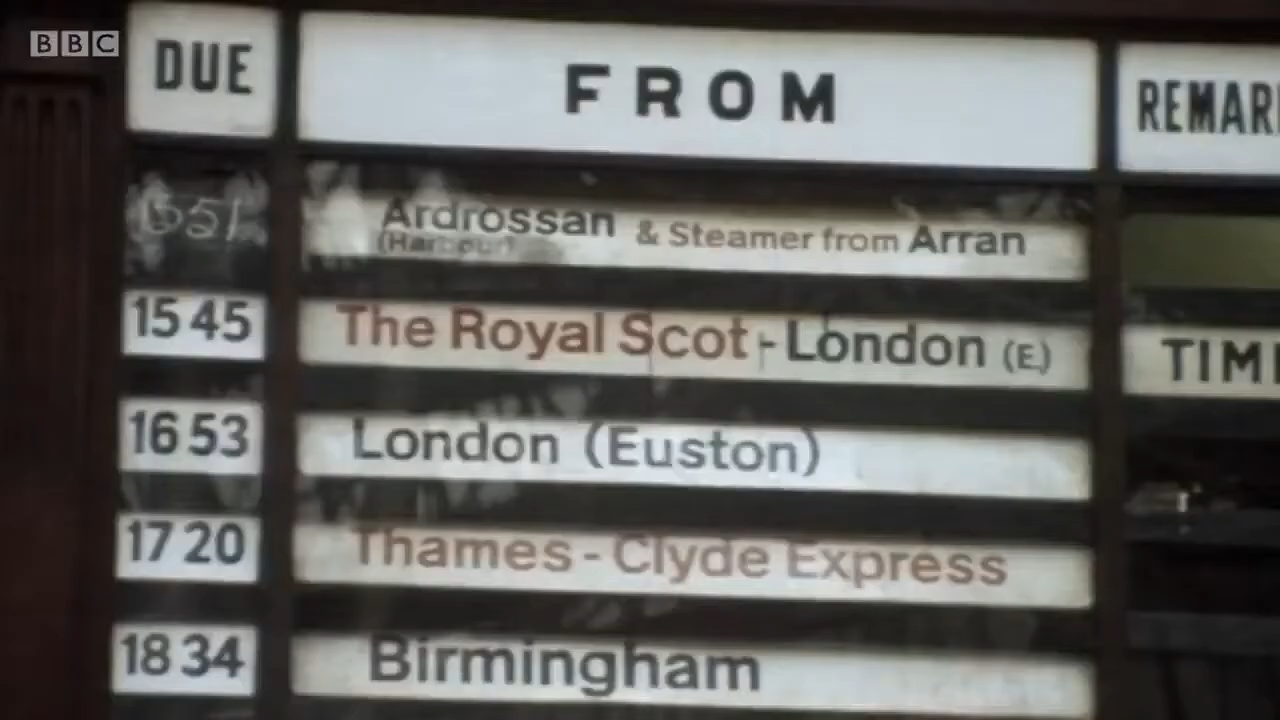 BBC
DUE FROM REMAR
Ardrossan & Steamer from Arran
(Harbour)
15 45 The Royal Scot - London (E.) TIM
16 53 London (Euston)
17 20 Thames - Clyde Express
18 34 Birmingham